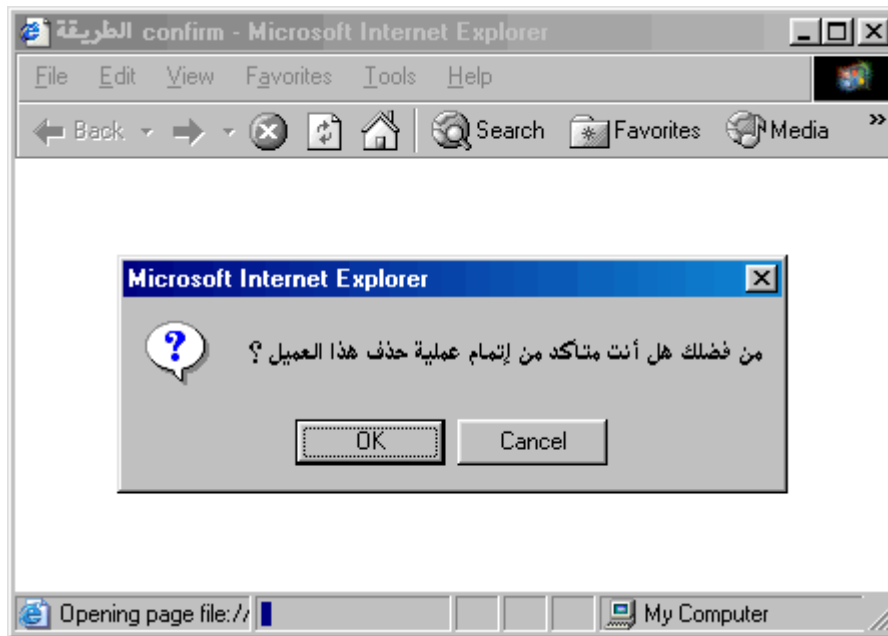 الطريقة confirm - Microsoft Internet Explorer
File Edit View Favorites Tools Help
Back Search Favorites Media »
Microsoft Internet Explorer
من فضلك هل أنت متأكد من إتمام عملية حذف هذا العميل ؟
OK Cancel
Opening page file:// My Computer